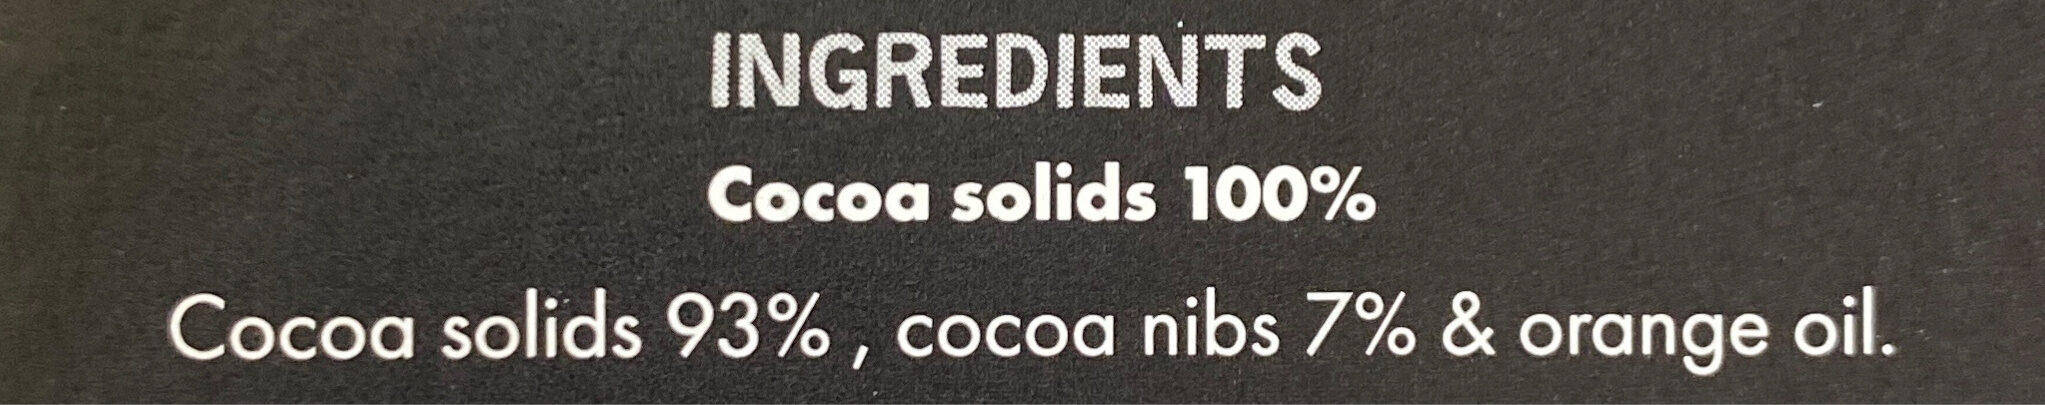 INGREDIENTS
Cocoa solids 100%
Cocoa solids 93% , cocoa nibs 7% & orange oil.